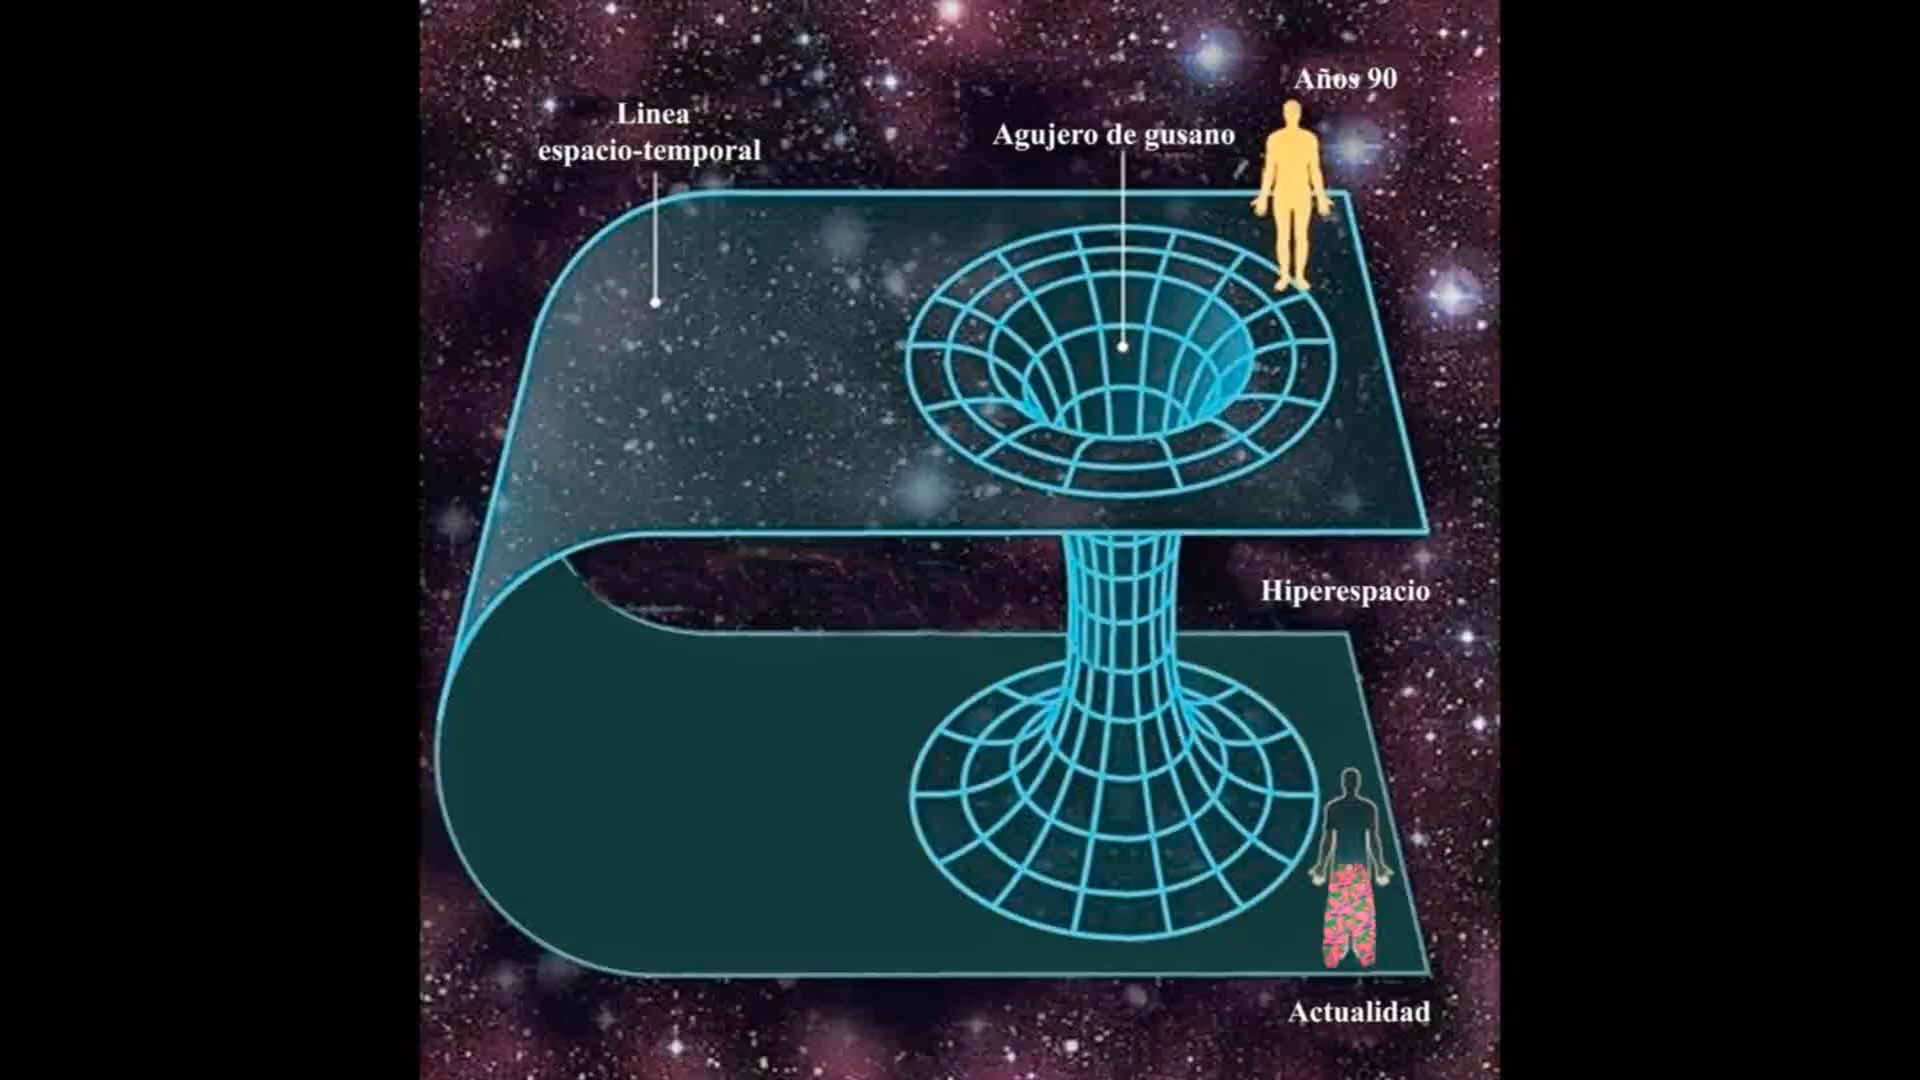 Años 90
Linea
espacio-temporal
Agujero de gusano
Hiperespacio
Actualidad